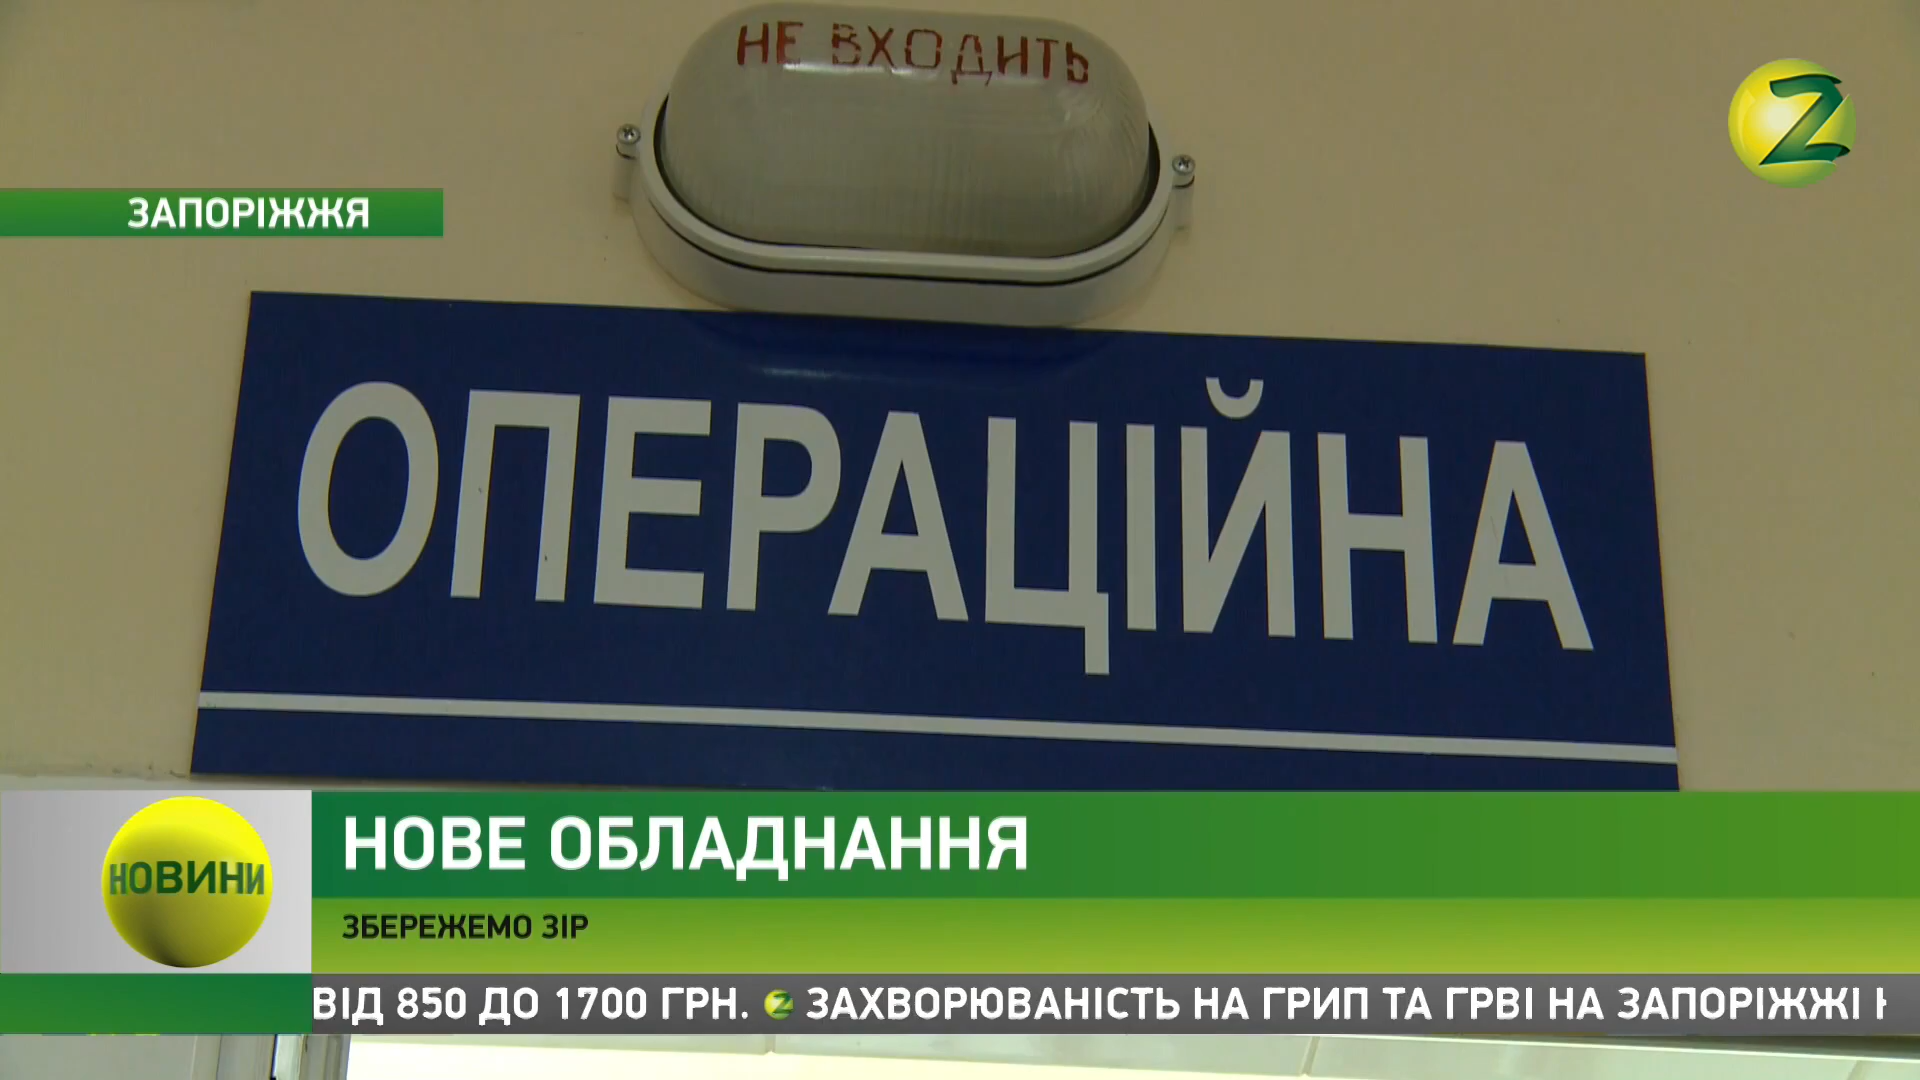 НЕ ВХОДИТЬ
Z
ЗАПОРІЖЖЯ
ОПЕРАЦІЙНА
НОВИНИ
НОВЕ ОБЛАДНАННЯ
ЗБЕРЕЖЕМО ЗІР
ВІД 850 ДО 1700 ГРН. Z ЗАХВОРЮВАНІСТЬ НА ГРИП ТА ГРВІ НА ЗАПОРІЖЖІ